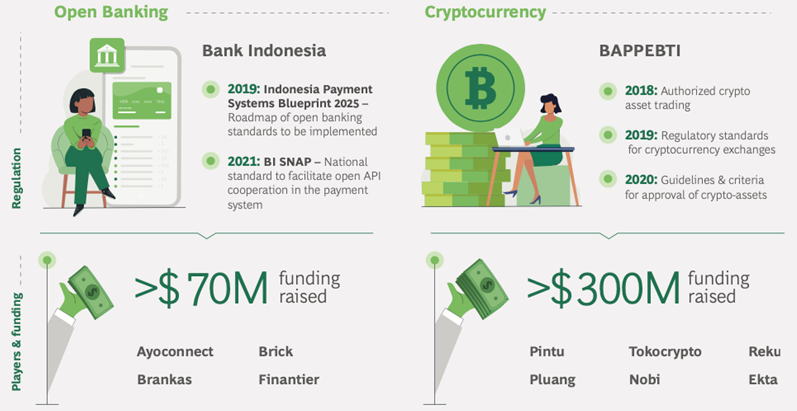 Open Banking
Regulation
Bank Indonesia
2019: Indonesia Payment
Systems Blueprint 2025 –
Roadmap of open banking
standards to be implemented
2021: BI SNAP – National
standard to facilitate open API
cooperation in the payment
system
Cryptocurrency
BAPPEBTI
2018: Authorized crypto
asset trading
2019: Regulatory standards
for cryptocurrency exchanges
2020: Guidelines & criteria
for approval of crypto-assets
Players & funding
>$70M funding
raised
Ayoconnect Brick
Brankas Finantier
>$300M funding
raised
Pintu Tokocrypto Reku
Pluang Nobi Ekta